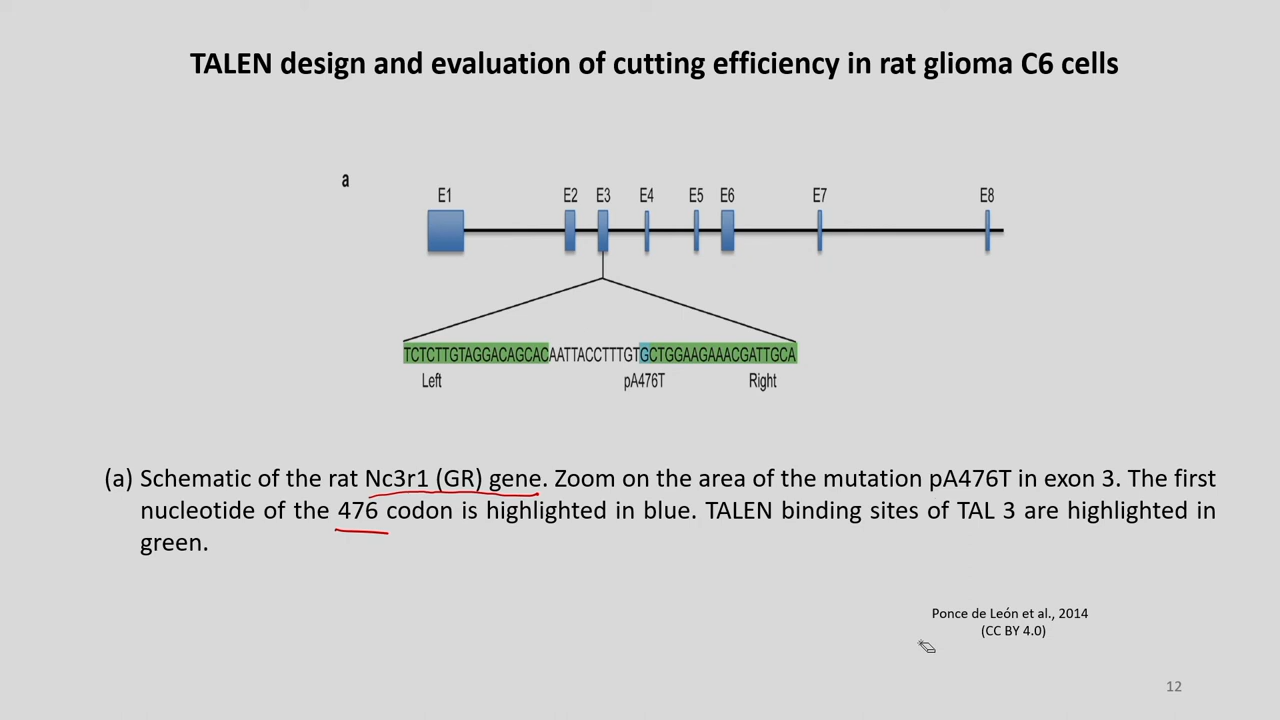 TALEN design and evaluation of cutting efficiency in rat glioma C6 cells
a
E1 E2 E3 E4 E5 E6 E7 E8
TCTCTTGTAGGACAGCACAATTACCTTTGTGCTGGAAGAAACGATTGCA
Left pA476T Right
(a) Schematic of the rat Nc3r1 (GR) gene. Zoom on the area of the mutation pA476T in exon 3. The first
nucleotide of the 476 codon is highlighted in blue. TALEN binding sites of TAL 3 are highlighted in
green.
Ponce de León et al., 2014
(CC BY 4.0)
12